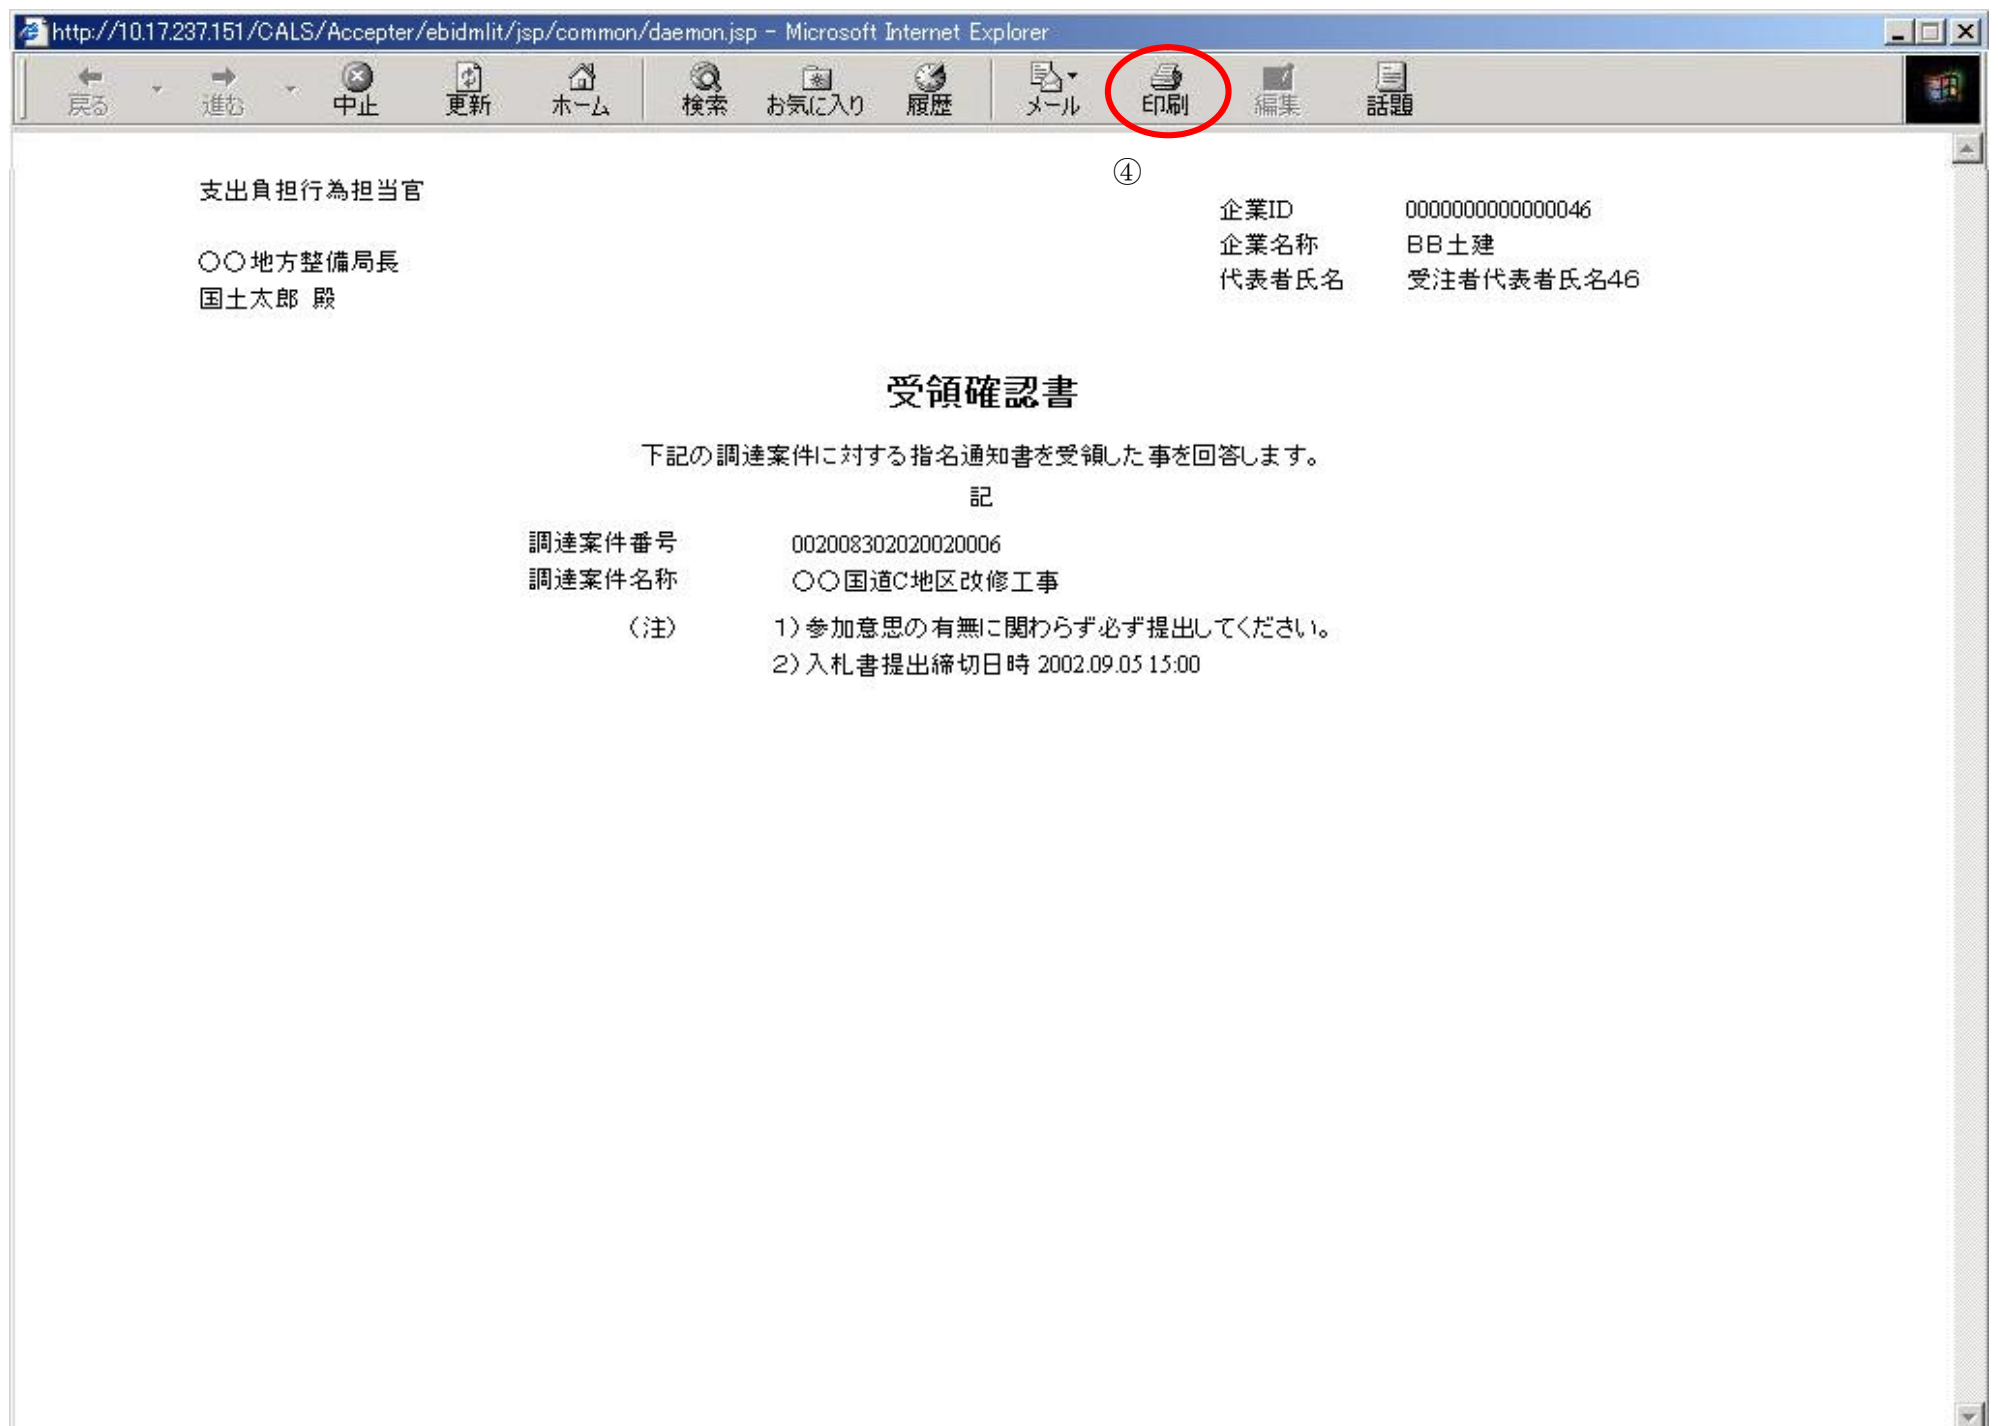 http://10.17.237.151/CALS/Accepter/ebidmlit/jsp/common/daemon.jsp - Microsoft Internet Explorer
戻る 進む 中止 更新 ホーム 検索 お気に入り 履歴 メール 印刷 編集 話題
④
支出負担行為担当官
〇〇地方整備局長
国土太郎 殿
企業ID 0000000000000046
企業名称 BB土建
代表者氏名 受注者代表者氏名46
受領確認書
下記の調達案件に対する指名通知書を受領した事を回答します。
記
調達案件番号 002008302020020006
調達案件名称 〇〇国道C地区改修工事
(注) 1)参加意思の有無に関わらず必ず提出してください。
2)入札書提出締切日時 2002.09.05 15:00